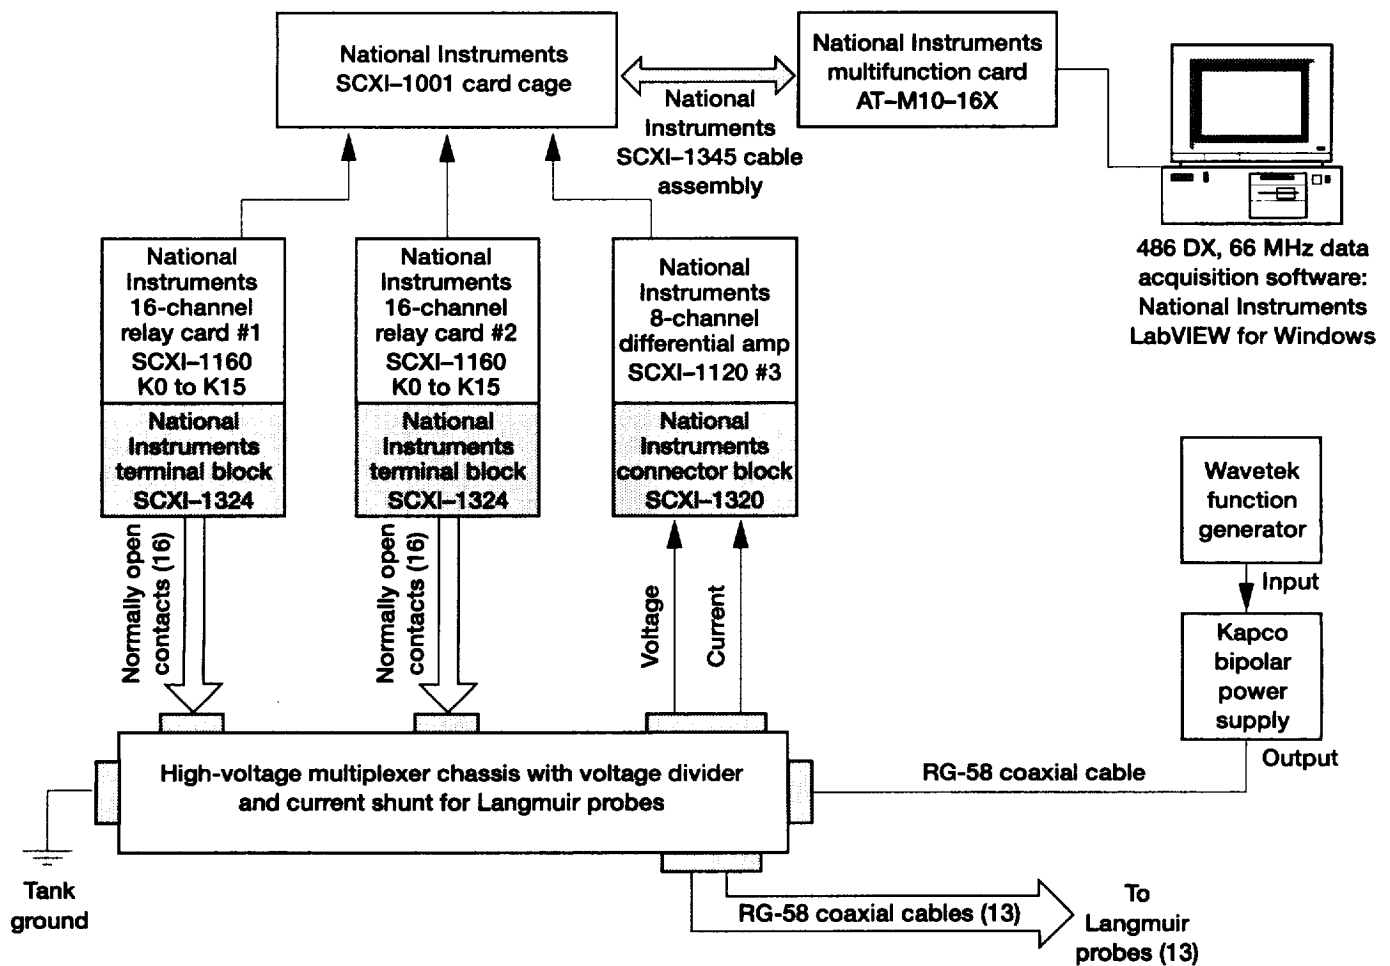 National Instruments
SCXI–1001 card cage
National Instruments
multifunction card
AT–M10–16X
National
Instruments
SCXI–1345 cable
assembly
486 DX, 66 MHz data
acquisition software:
National Instruments
LabVIEW for Windows
National
Instruments
16-channel
relay card #1
SCXI–1160
K0 to K15
National
Instruments
terminal block
SCXI–1324
National
Instruments
16-channel
relay card #2
SCXI–1160
K0 to K15
National
Instruments
terminal block
SCXI–1324
National
Instruments
8-channel
differential amp
SCXI–1120 #3
National
Instruments
connector block
SCXI–1320
Wavetek
function
generator
Input
Kapco
bipolar
power
supply
Output
Normally open
contacts (16)
Normally open
contacts (16)
Voltage
Current
High-voltage multiplexer chassis with voltage divider
and current shunt for Langmuir probes
RG-58 coaxial cable
Tank
ground
RG-58 coaxial cables (13)
To
Langmuir
probes (13)